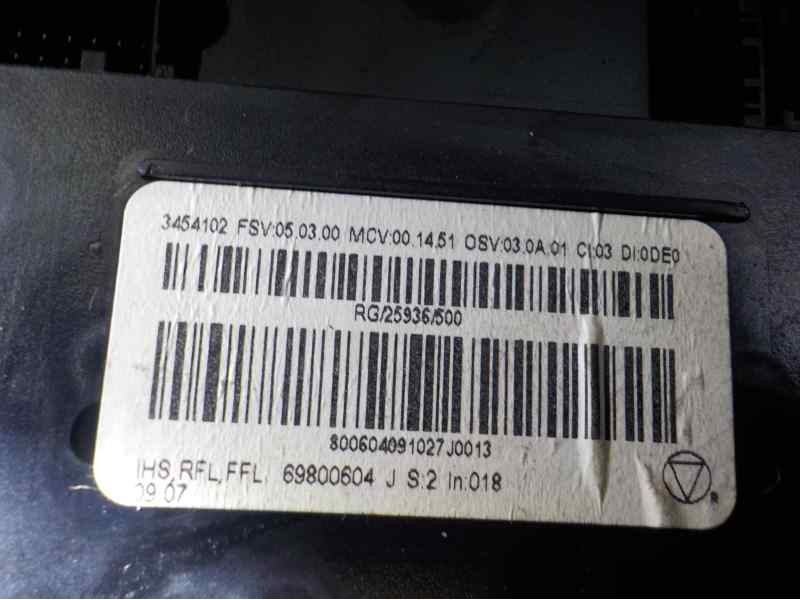 3454102 FSV:05.03.00 MCV:00.14.51 OSV:03.0A.01 CI:03 DI:0DE0
RG/25936/500
800604091027J0013
IHS,RFL,FFL, 69800604 J S:2 In:018
09.07
R